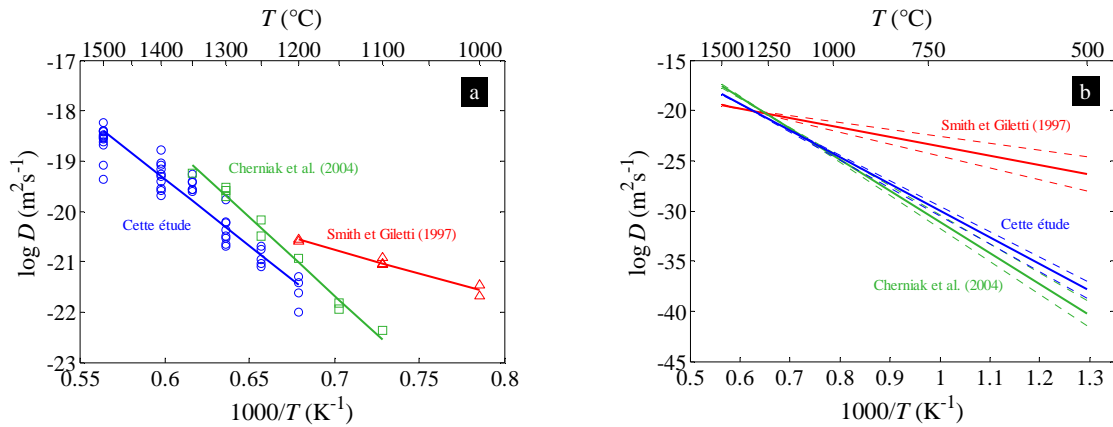 T (°C)
1500 1400 1300 1200 1100 1000
a
log D (m²s⁻¹)
-15
-18
-19
-20
-21
-22
-23
Cherniak et al. (2004)
Cette étude
Smith et Giletti (1997)
0.55 0.6 0.65 0.7 0.75 0.8
1000/T (K⁻¹)
T (°C)
1500 1250 1000 750 500
b
log D (m²s⁻¹)
-15
-20
-25
-30
-35
-40
-45
Smith et Giletti (1997)
Cette étude
Cherniak et al. (2004)
0.5 0.6 0.7 0.8 0.9 1 1.1 1.2 1.3
1000/T (K⁻¹)